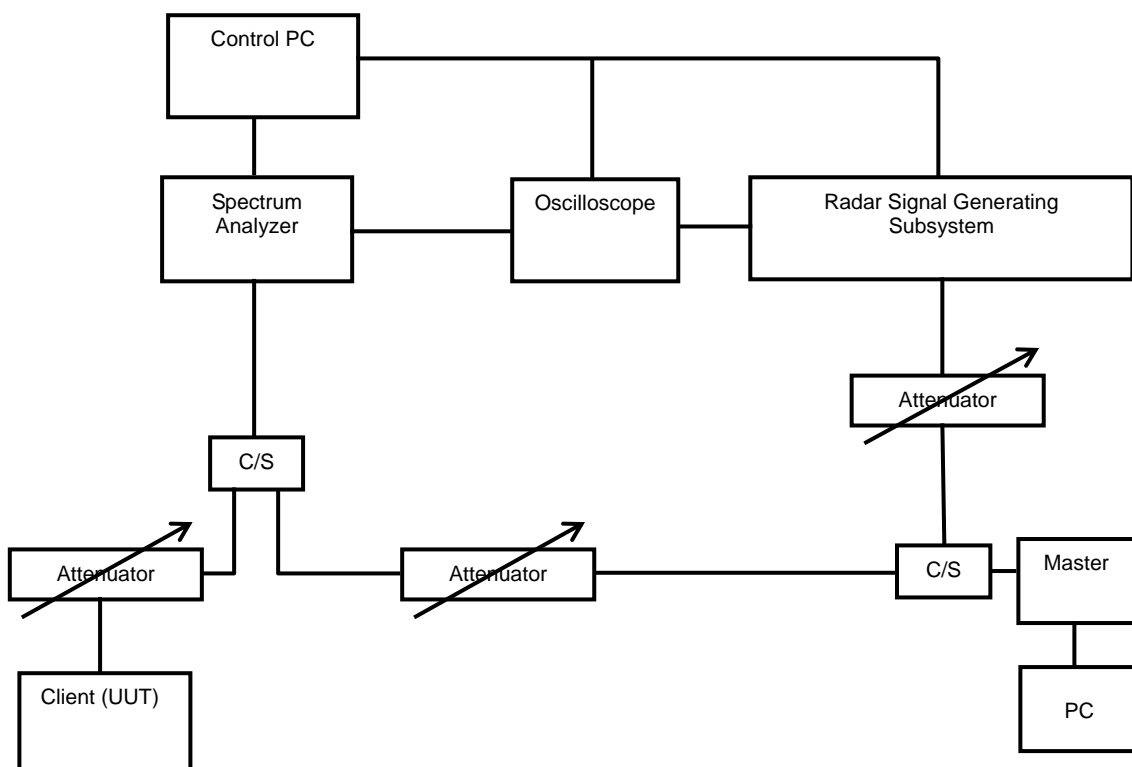 Control PC
Spectrum
Analyzer
Oscilloscope
Radar Signal Generating
Subsystem
Attenuator
C/S
Attenuator
Attenuator
C/S
Master
Client (UUT)
PC